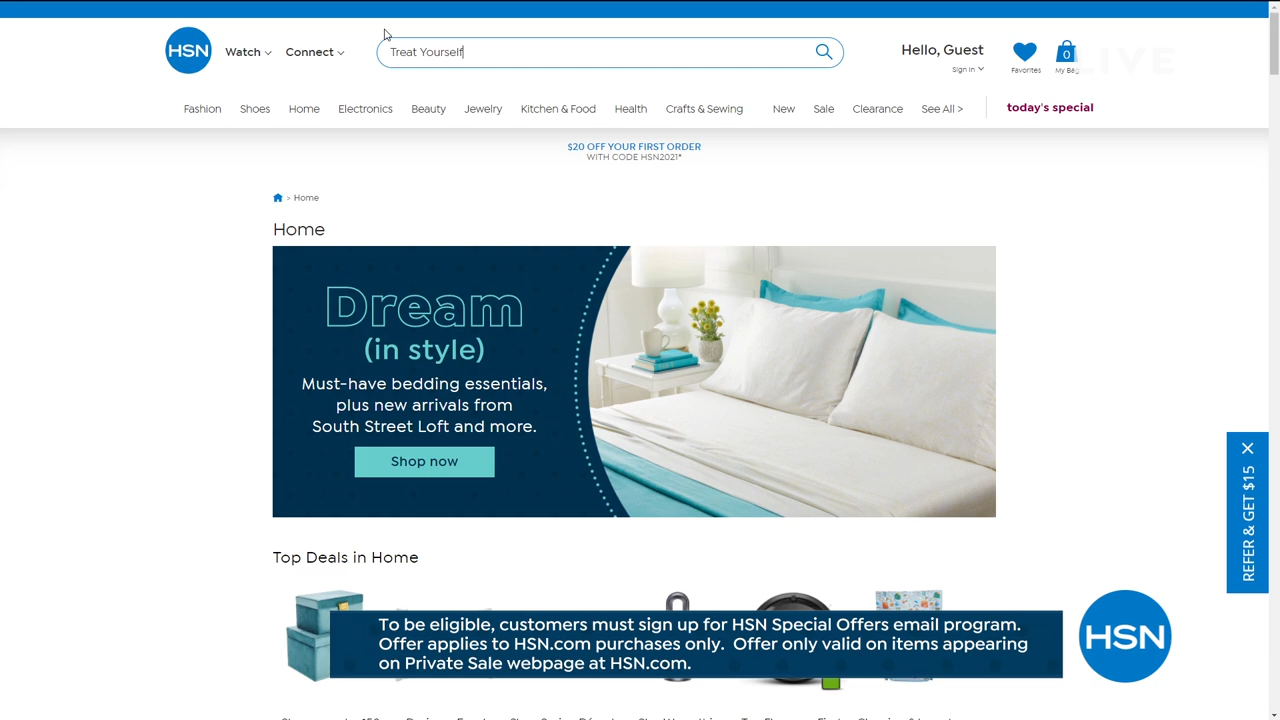 HSN
Watch
Connect
Treat Yourself
Hello, Guest
Sign In
Favorites
0
My Bag
LIVE
Fashion
Shoes
Home
Electronics
Beauty
Jewelry
Kitchen & Food
Health
Crafts & Sewing
New
Sale
Clearance
See All >
today's special
$20 OFF YOUR FIRST ORDER
WITH CODE HSN2021*
> Home
Home
Dream
(in style)
Must-have bedding essentials,
plus new arrivals from
South Street Loft and more.
Shop now
REFER & GET $15
Top Deals in Home
To be eligible, customers must sign up for HSN Special Offers email program.
Offer applies to HSN.com purchases only. Offer only valid on items appearing
on Private Sale webpage at HSN.com.
HSN